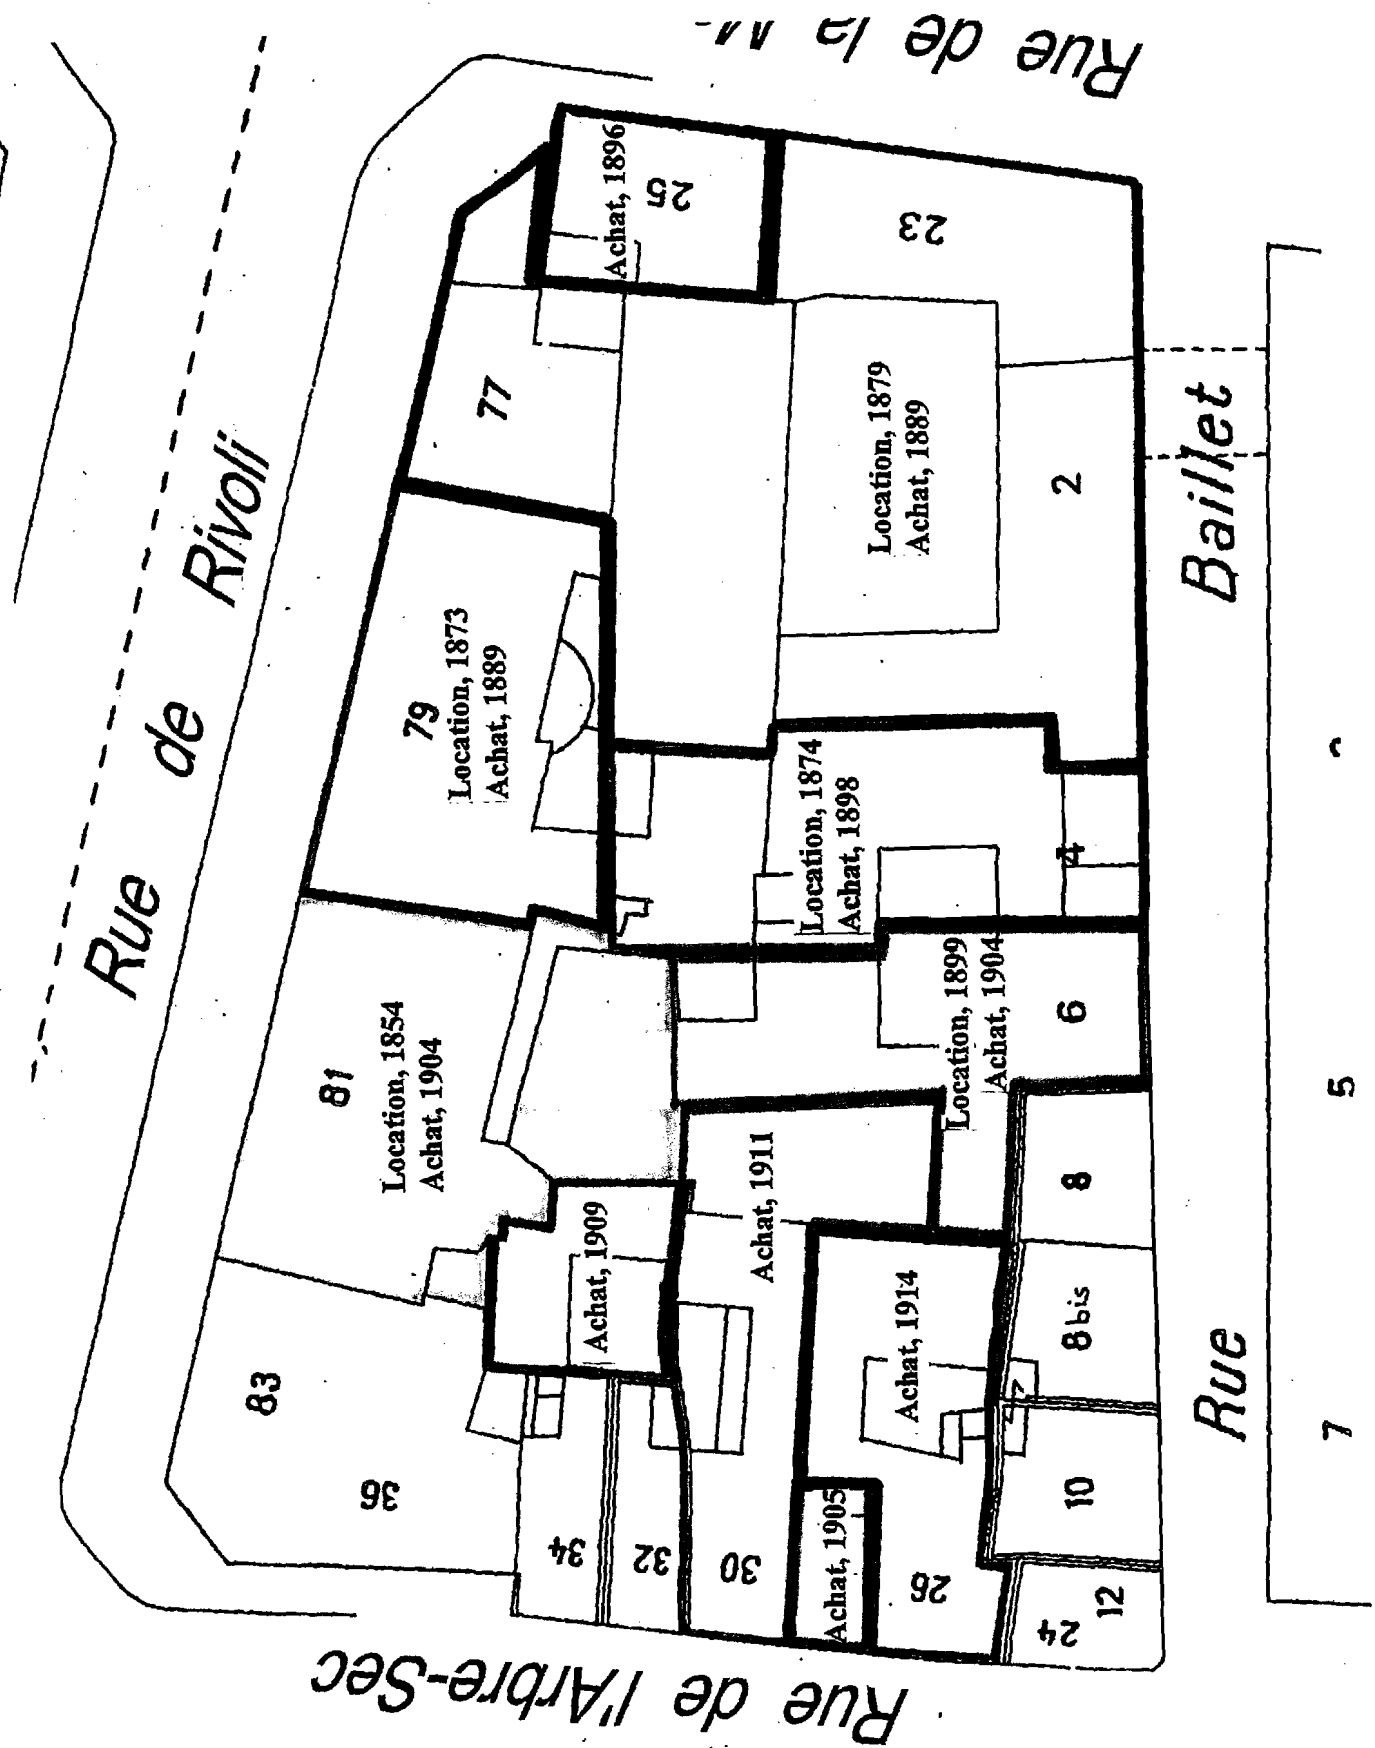 Rue de la
Rue de Rivoli
Achat, 1896
25
23
77
Location, 1879
Achat, 1889
2
79
Location, 1873
Achat, 1889
Location, 1874
Achat, 1898
4
81
Location, 1854
Achat, 1904
Location, 1899
Achat, 1904
6
Achat, 1911
Achat, 1909
8
Achat, 1914
8 bis
83
36
34
32
30
Achat, 1905
26
10
24
12
Rue Baillet
5
7
Rue de l'Arbre-Sec